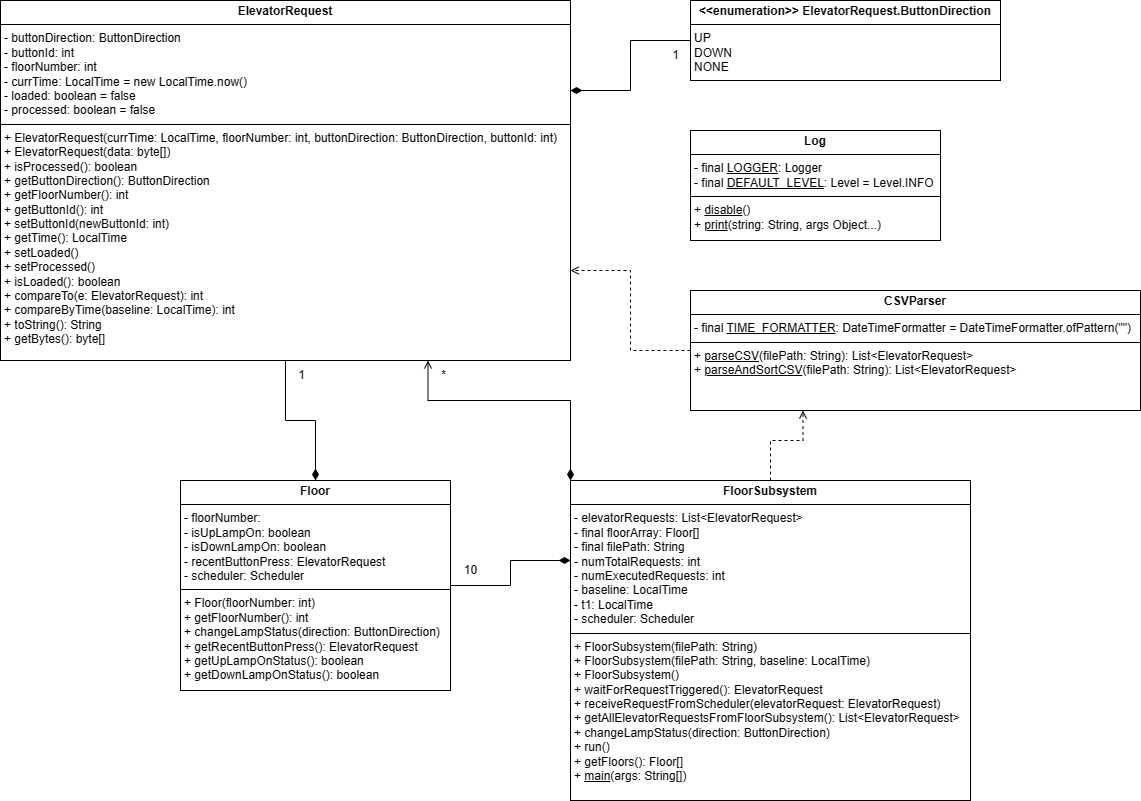 ElevatorRequest
- buttonDirection: ButtonDirection
- buttonId: int
- floorNumber: int
- currTime: LocalTime = new LocalTime.now()
- loaded: boolean = false
- processed: boolean = false
+ ElevatorRequest(currTime: LocalTime, floorNumber: int, buttonDirection: ButtonDirection, buttonId: int)
+ ElevatorRequest(data: byte[])
+ isProcessed(): boolean
+ getButtonDirection(): ButtonDirection
+ getFloorNumber(): int
+ getButtonId(): int
+ setButtonId(newButtonId: int)
+ getTime(): LocalTime
+ setLoaded()
+ setProcessed()
+ isLoaded(): boolean
+ compareTo(e: ElevatorRequest): int
+ compareByTime(baseline: LocalTime): int
+ toString(): String
+ getBytes(): byte[]
<<enumeration>> ElevatorRequest.ButtonDirection
UP
DOWN
NONE
1
Log
- final LOGGER: Logger
- final DEFAULT_LEVEL: Level = Level.INFO
+ disable()
+ print(string: String, args Object...)
CSVParser
- final TIME_FORMATTER: DateTimeFormatter = DateTimeFormatter.ofPattern("")
+ parseCSV(filePath: String): List<ElevatorRequest>
+ parseAndSortCSV(filePath: String): List<ElevatorRequest>
1
*
Floor
- floorNumber:
- isUpLampOn: boolean
- isDownLampOn: boolean
- recentButtonPress: ElevatorRequest
- scheduler: Scheduler
+ Floor(floorNumber: int)
+ getFloorNumber(): int
+ changeLampStatus(direction: ButtonDirection)
+ getRecentButtonPress(): ElevatorRequest
+ getUpLampOnStatus(): boolean
+ getDownLampOnStatus(): boolean
10
FloorSubsystem
- elevatorRequests: List<ElevatorRequest>
- final floorArray: Floor[]
- final filePath: String
- numTotalRequests: int
- numExecutedRequests: int
- baseline: LocalTime
- t1: LocalTime
- scheduler: Scheduler
+ FloorSubsystem(filePath: String)
+ FloorSubsystem(filePath: String, baseline: LocalTime)
+ FloorSubsystem()
+ waitForRequestTriggered(): ElevatorRequest
+ receiveRequestFromScheduler(elevatorRequest: ElevatorRequest)
+ getAllElevatorRequestsFromFloorSubsystem(): List<ElevatorRequest>
+ changeLampStatus(direction: ButtonDirection)
+ run()
+ getFloors(): Floor[]
+ main(args: String[])